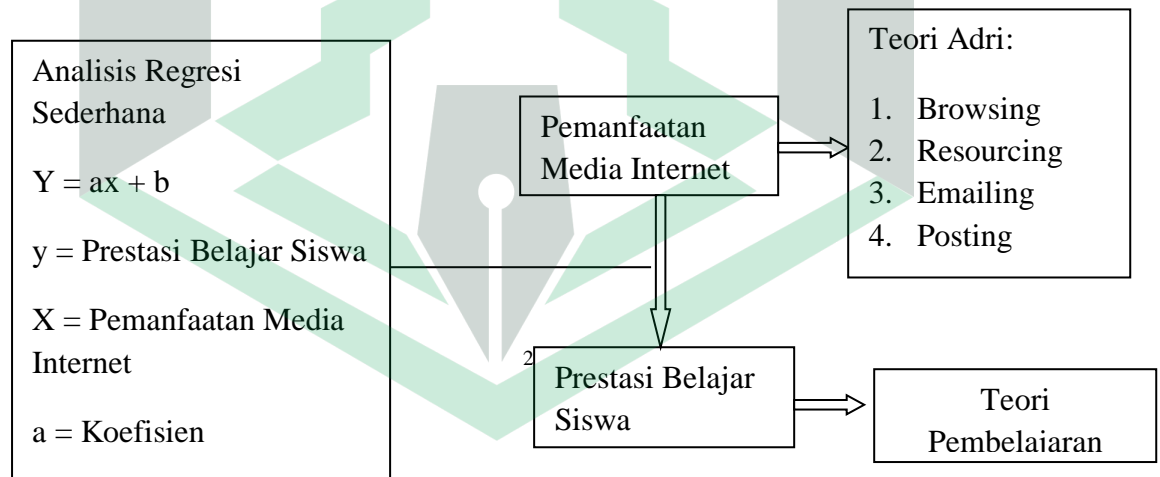 Analisis Regresi
Sederhana
Y = ax + b
y = Prestasi Belajar Siswa
X = Pemanfaatan Media
Internet
a = Koefisien
Pemanfaatan
Media Internet
Teori Adri:
1. Browsing
2. Resourcing
3. Emailing
4. Posting
2
Prestasi Belajar
Siswa
Teori
Pembelajaran